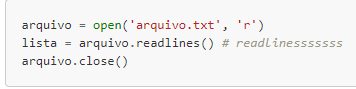 arquivo = open('arquivo.txt', 'r')
lista = arquivo.readlines() # readlinesssssss
arquivo.close()